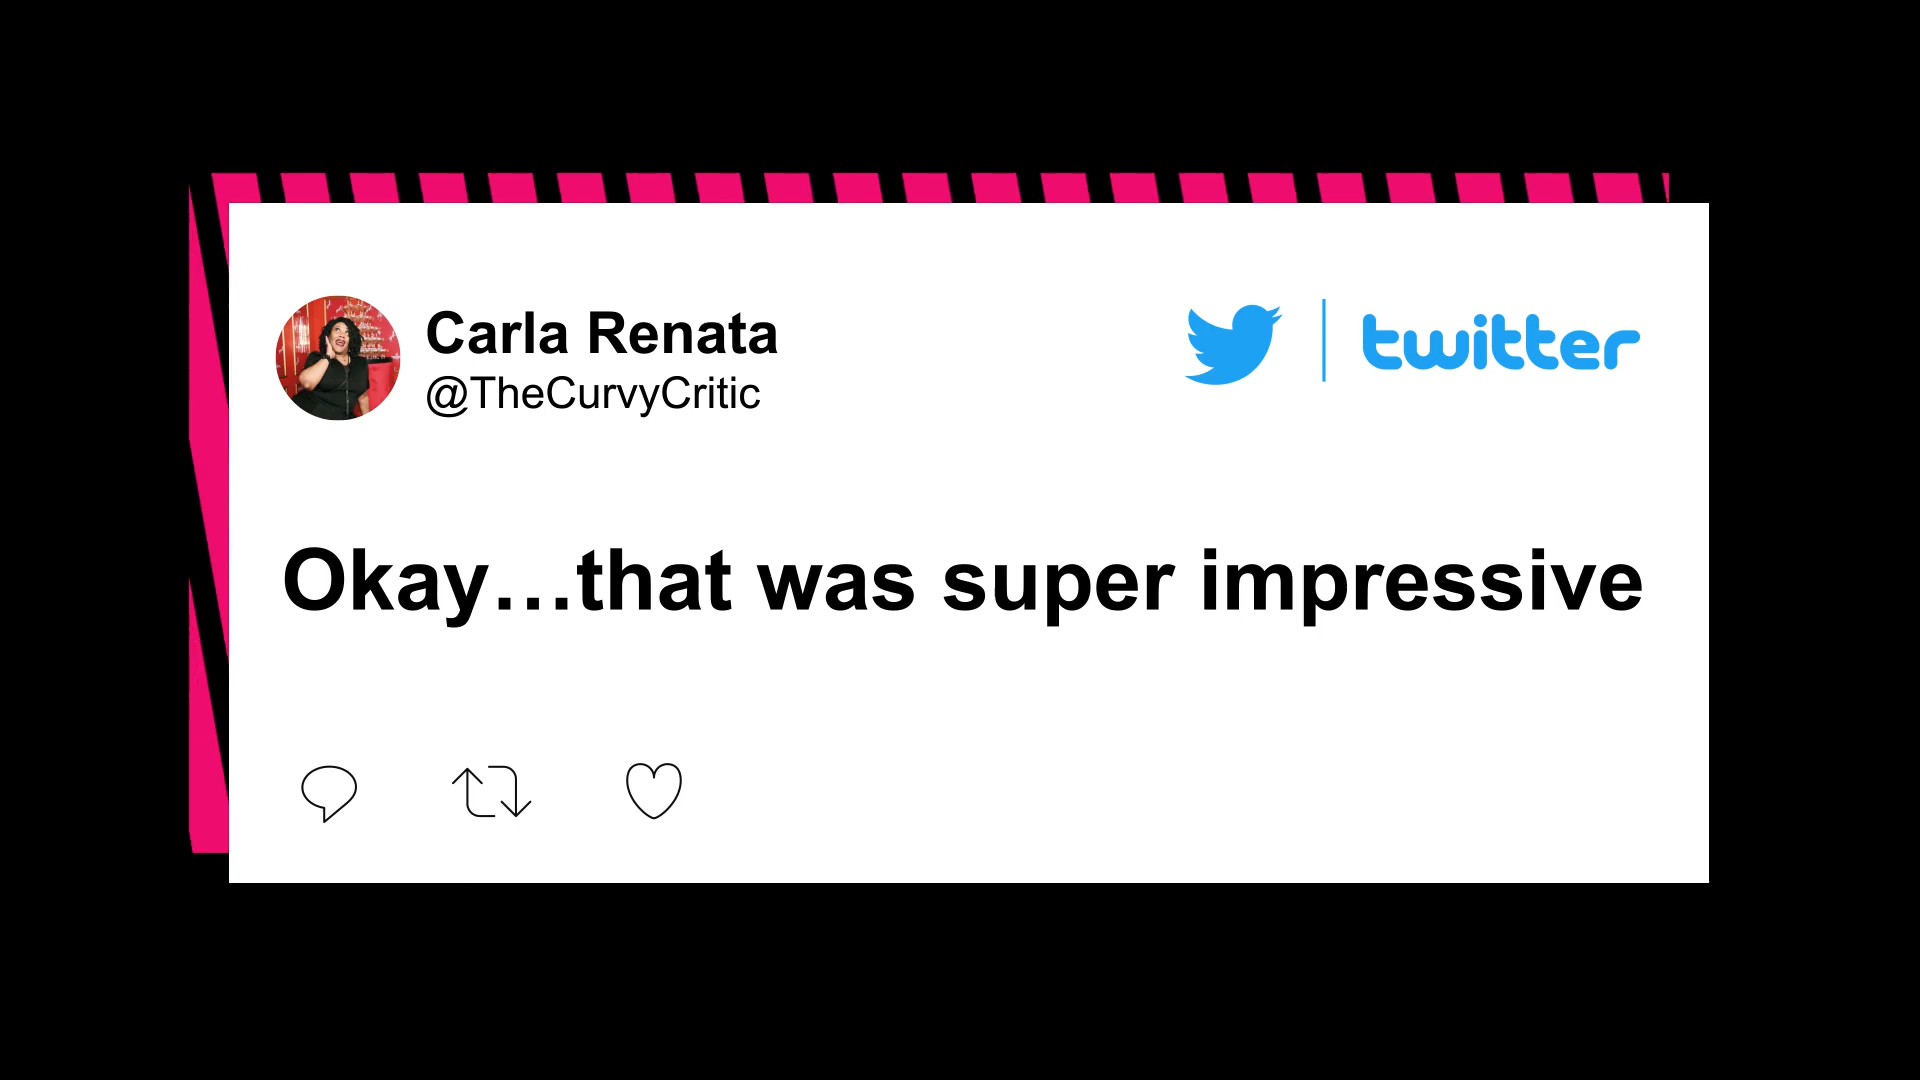 Carla Renata
@TheCurvyCritic
twitter
Okay…that was super impressive